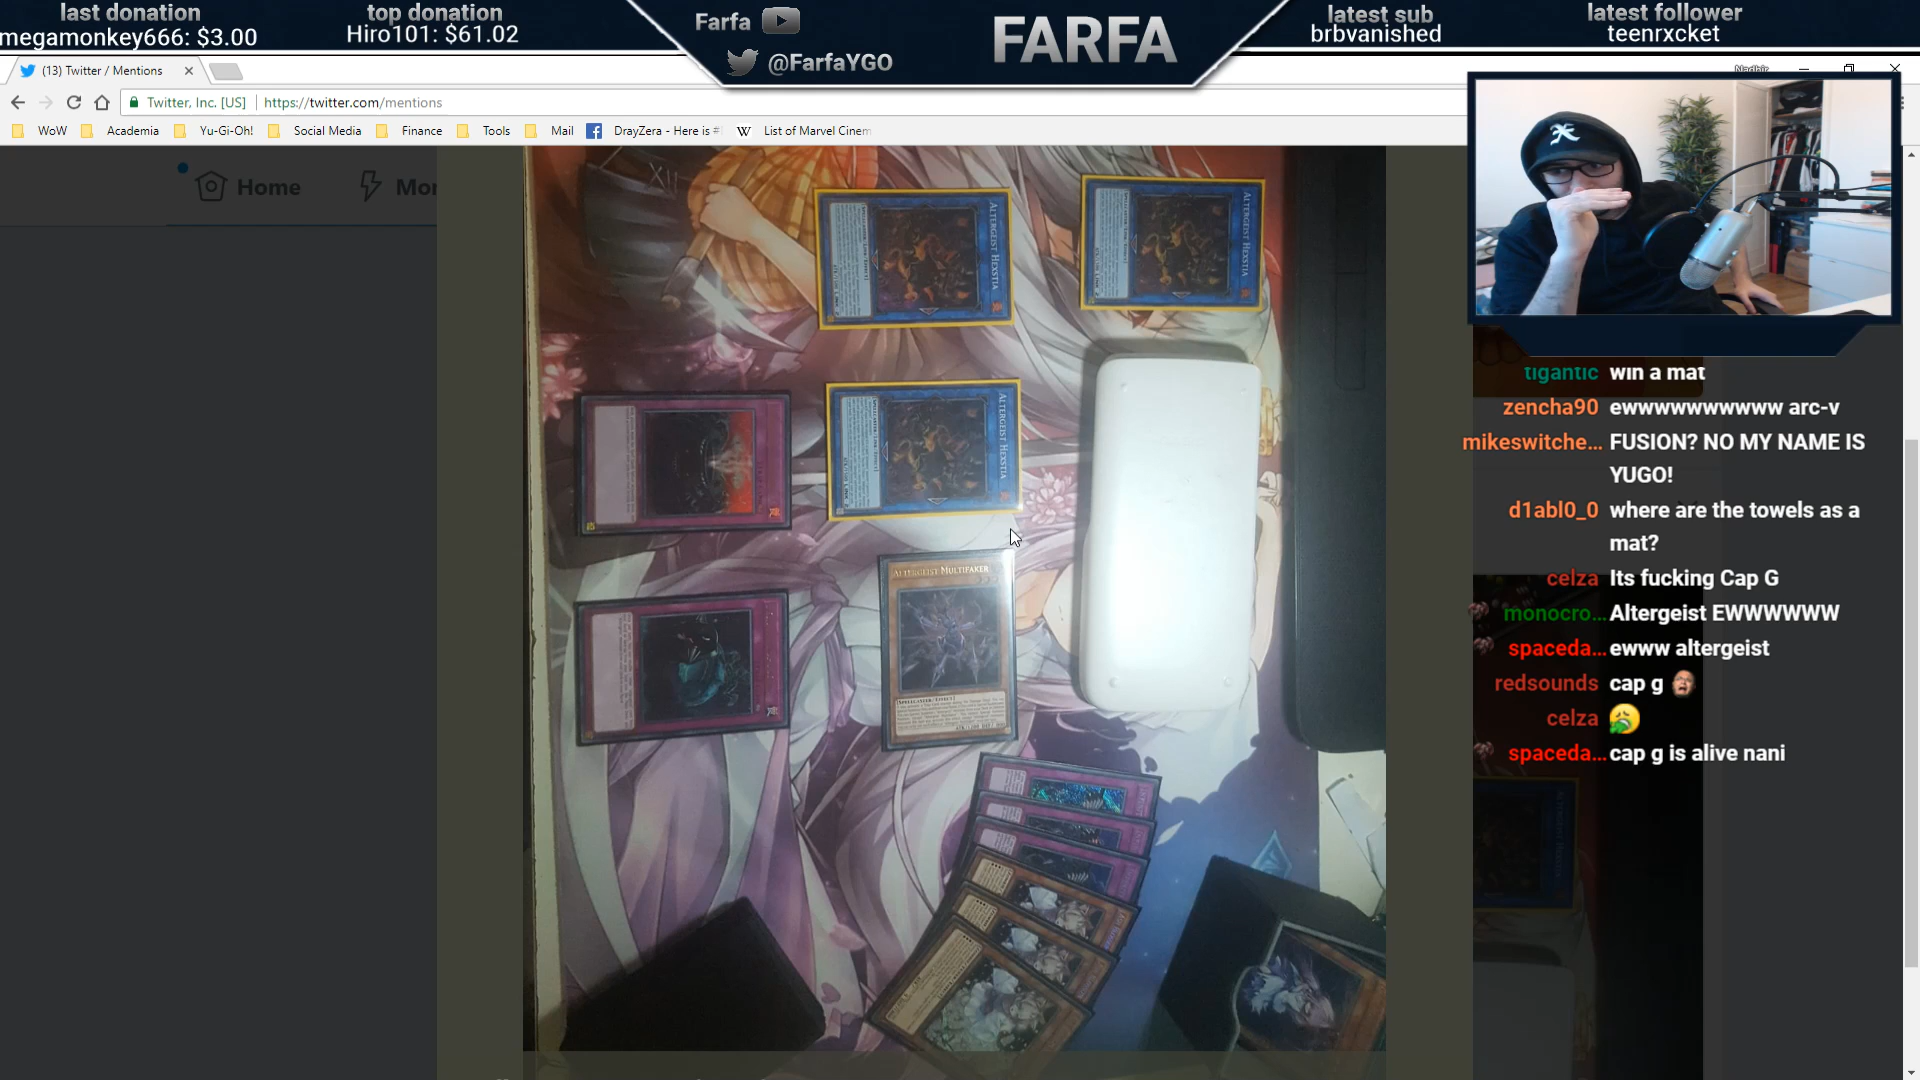 last donation
megamonkey666: $3.00
top donation
Hiro101: $61.02
Farfa
@FarfaYGO
FARFA
latest sub
brbvanished
latest follower
teenrxcket
(13) Twitter / Mentions
Twitter, Inc. [US] https://twitter.com/mentions
WoW Academia Yu-Gi-Oh! Social Media Finance Tools Mail DrayZera - Here is # List of Marvel Cinem
Home
Mor
XII
ALTERGEIST HEXSTIA
ALTERGEIST HEXSTIA
ALTERGEIST HEXSTIA
ALTERGEIST MULTIFAKER
[SPELLCASTER/EFFECT]
tigantic win a mat
zencha90 ewwwwwwwwww arc-v
mikeswitche... FUSION? NO MY NAME IS
YUGO!
d1abl0_0 where are the towels as a
mat?
celza Its fucking Cap G
monocro... Altergeist EWWWWWW
spaceda... ewww altergeist
redsounds cap g
celza
spaceda... cap g is alive nani